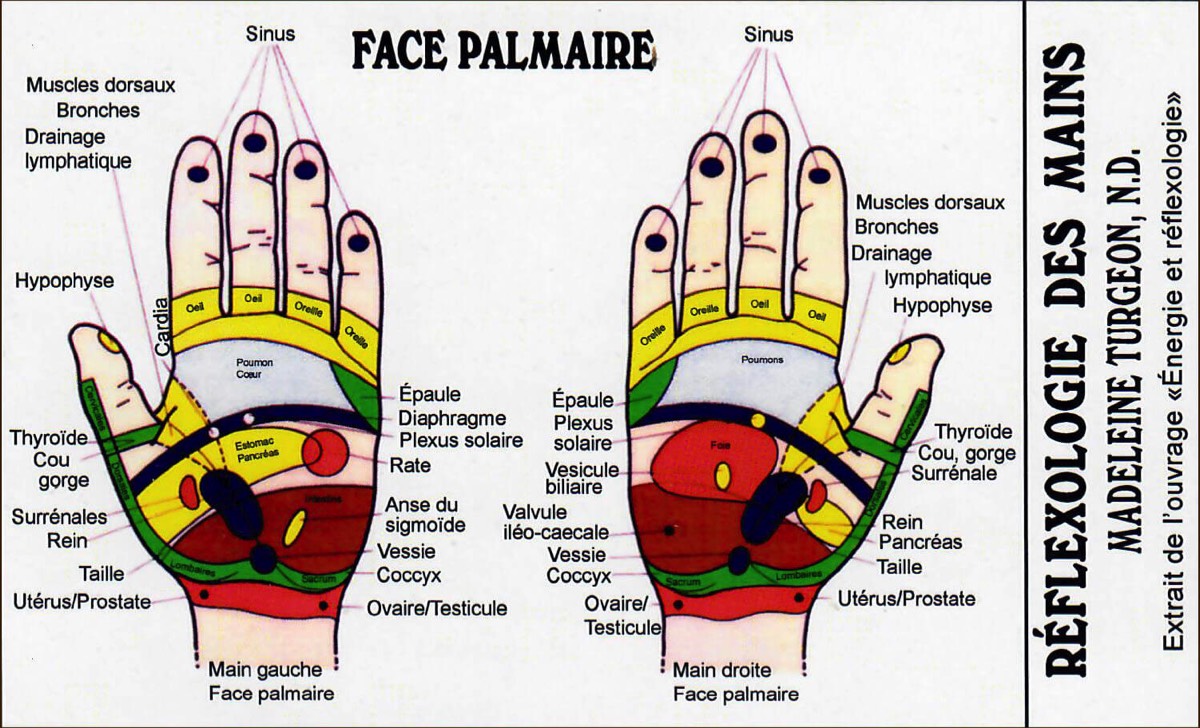 FACE PALMAIRE
Sinus
Muscles dorsaux
Bronches
Drainage
lymphatique
Hypophyse
Cardia
Oeil
Oeil
Oreille
Oreille
Poumon
Cœur
Cervicales
Dorsales
Épaule
Diaphragme
Plexus solaire
Estomac
Pancréas
Rate
Thyroïde
Cou
gorge
Intestins
Anse du
sigmoïde
Surrénales
Rein
Vessie
Coccyx
Taille
Lombaires
Sacrum
Utérus/Prostate
Ovaire/Testicule
Main gauche
Face palmaire
Sinus
Muscles dorsaux
Bronches
Drainage
lymphatique
Hypophyse
Oreille
Oreille
Oeil
Oeil
Poumons
Cervicales
Dorsales
Épaule
Plexus
solaire
Foie
Vesicule
biliaire
Thyroïde
Cou, gorge
Surrénale
Valvule
iléo-caecale
Rein
Pancréas
Vessie
Coccyx
Taille
Sacrum
Lombaires
Ovaire/
Testicule
Utérus/Prostate
Main droite
Face palmaire
RÉFLEXOLOGIE DES MAINS
MADELEINE TURGEON, N.D.
Extrait de l'ouvrage «Énergie et réflexologie»